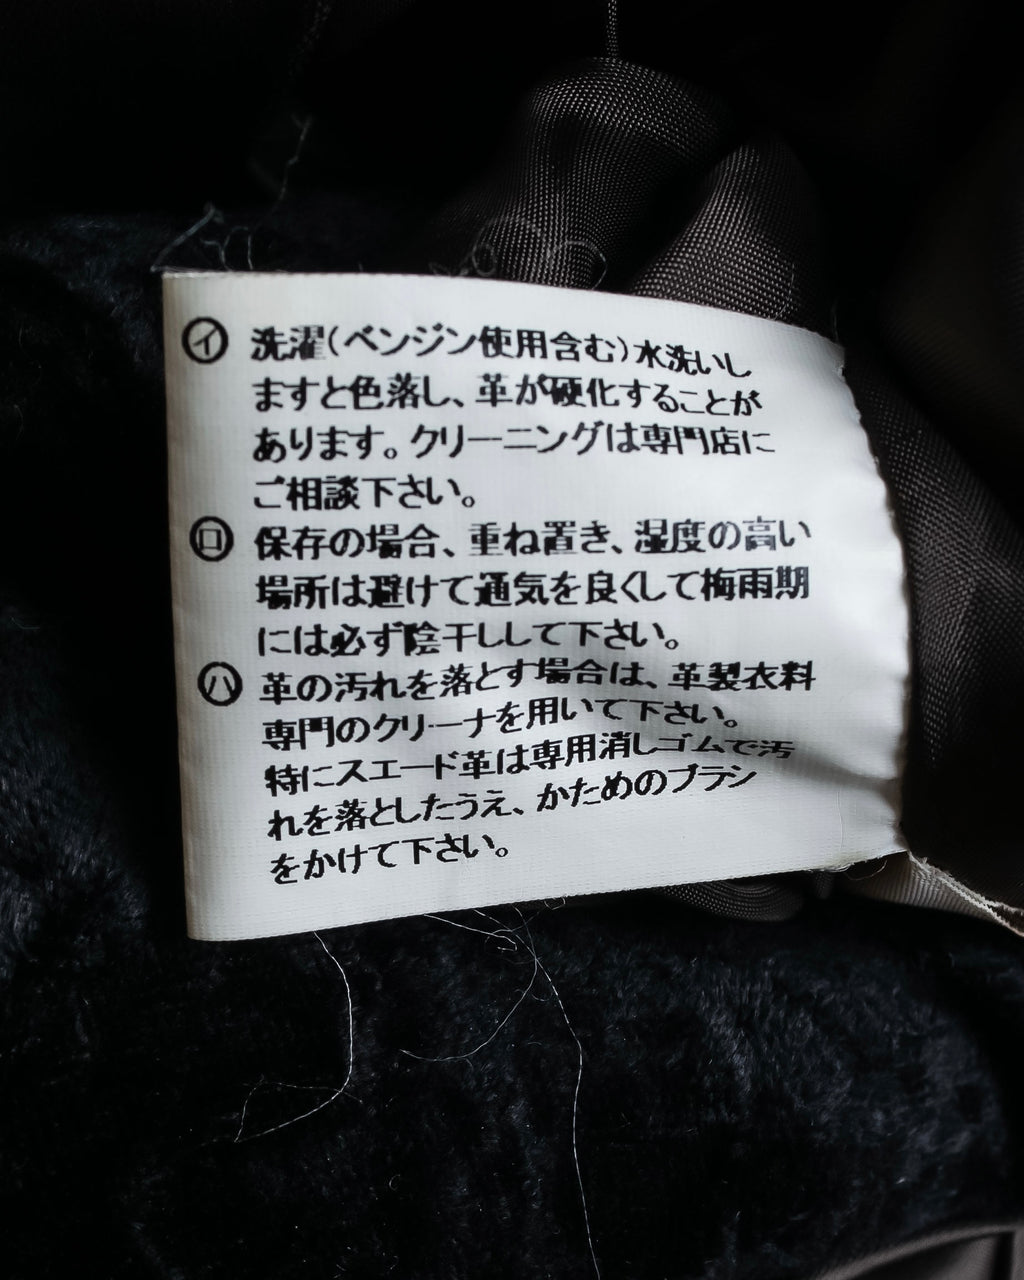 ㋑ 洗濯(ベンジン使用含む)水洗いし
ますと色落し、革が硬化することが
あります。クリーニングは専門店に
ご相談下さい。
㋺ 保存の場合、重ね置き、湿度の高い
場所は避けて通気を良くして梅雨期
には必ず陰干しして下さい。
㋩ 革の汚れを落とす場合は、革製衣料
専門のクリーナを用いて下さい。
特にスエード革は専用消しゴムで汚
れを落としたうえ、かためのブラシ
をかけて下さい。